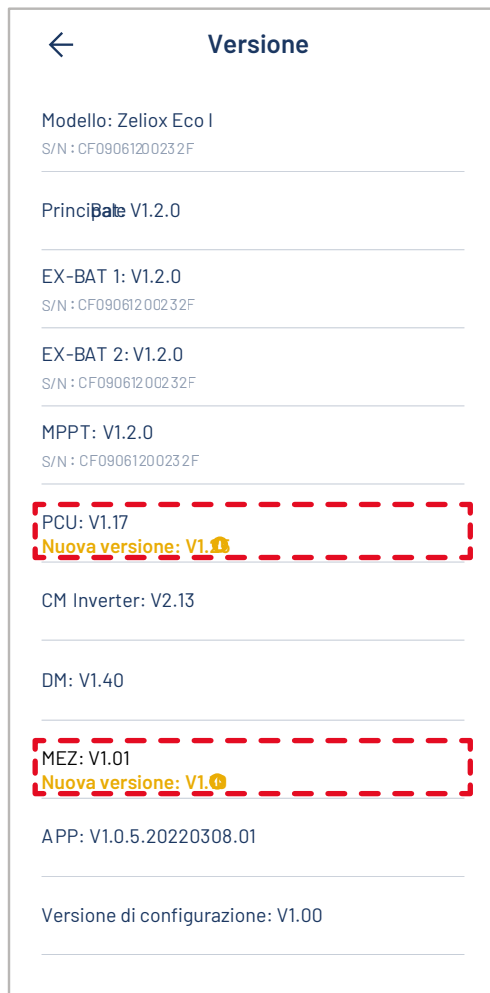 Versione
Modello: Zeliox Eco I
S/N: CF09061200232F
V1.2.0
EX-BAT 1: V1.2.0
S/N: CF09061200232F
EX-BAT 2: V1.2.0
S/N: CF09061200232F
MPPT: V1.2.0
S/N: CF09061200232F
PCU: V1.17
Nuova versione:
CM Inverter: V2.13
DM: V1.40
MEZ: V1.01
Nuova versione:
APP: V1.0.5.20220308.01
Versione di configurazione: V1.00